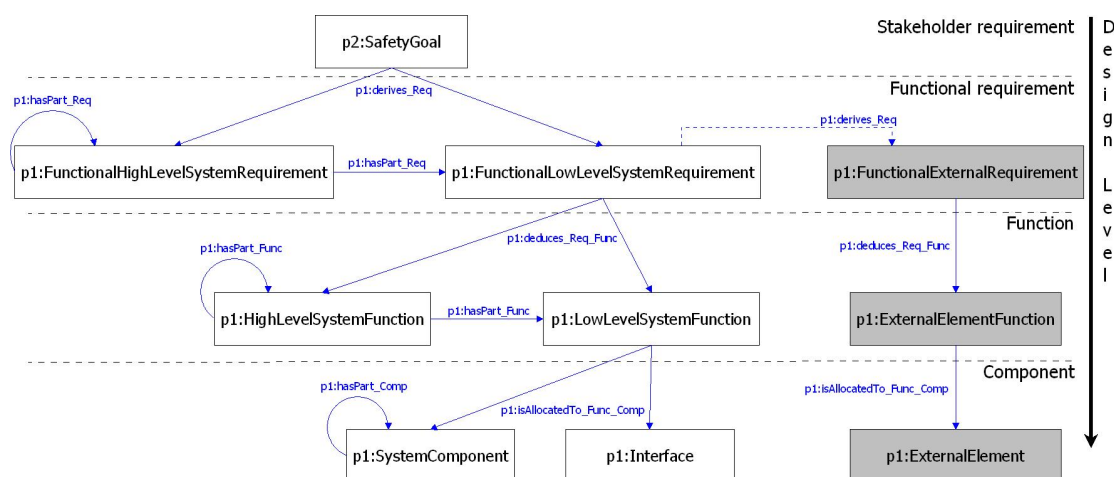 Stakeholder requirement
p2:SafetyGoal
p1:derives_Req
Functional requirement
p1:hasPart_Req
p1:derives_Req
p1:FunctionalHighLevelSystemRequirement
p1:hasPart_Req
p1:FunctionalLowLevelSystemRequirement
p1:FunctionalExternalRequirement
Function
p1:deduces_Req_Func
p1:hasPart_Func
p1:deduces_Req_Func
p1:HighLevelSystemFunction
p1:hasPart_Func
p1:LowLevelSystemFunction
p1:ExternalElementFunction
Component
p1:hasPart_Comp
p1:isAllocatedTo_Func_Comp
p1:isAllocatedTo_Func_Comp
p1:SystemComponent
p1:Interface
p1:ExternalElement
Design Level